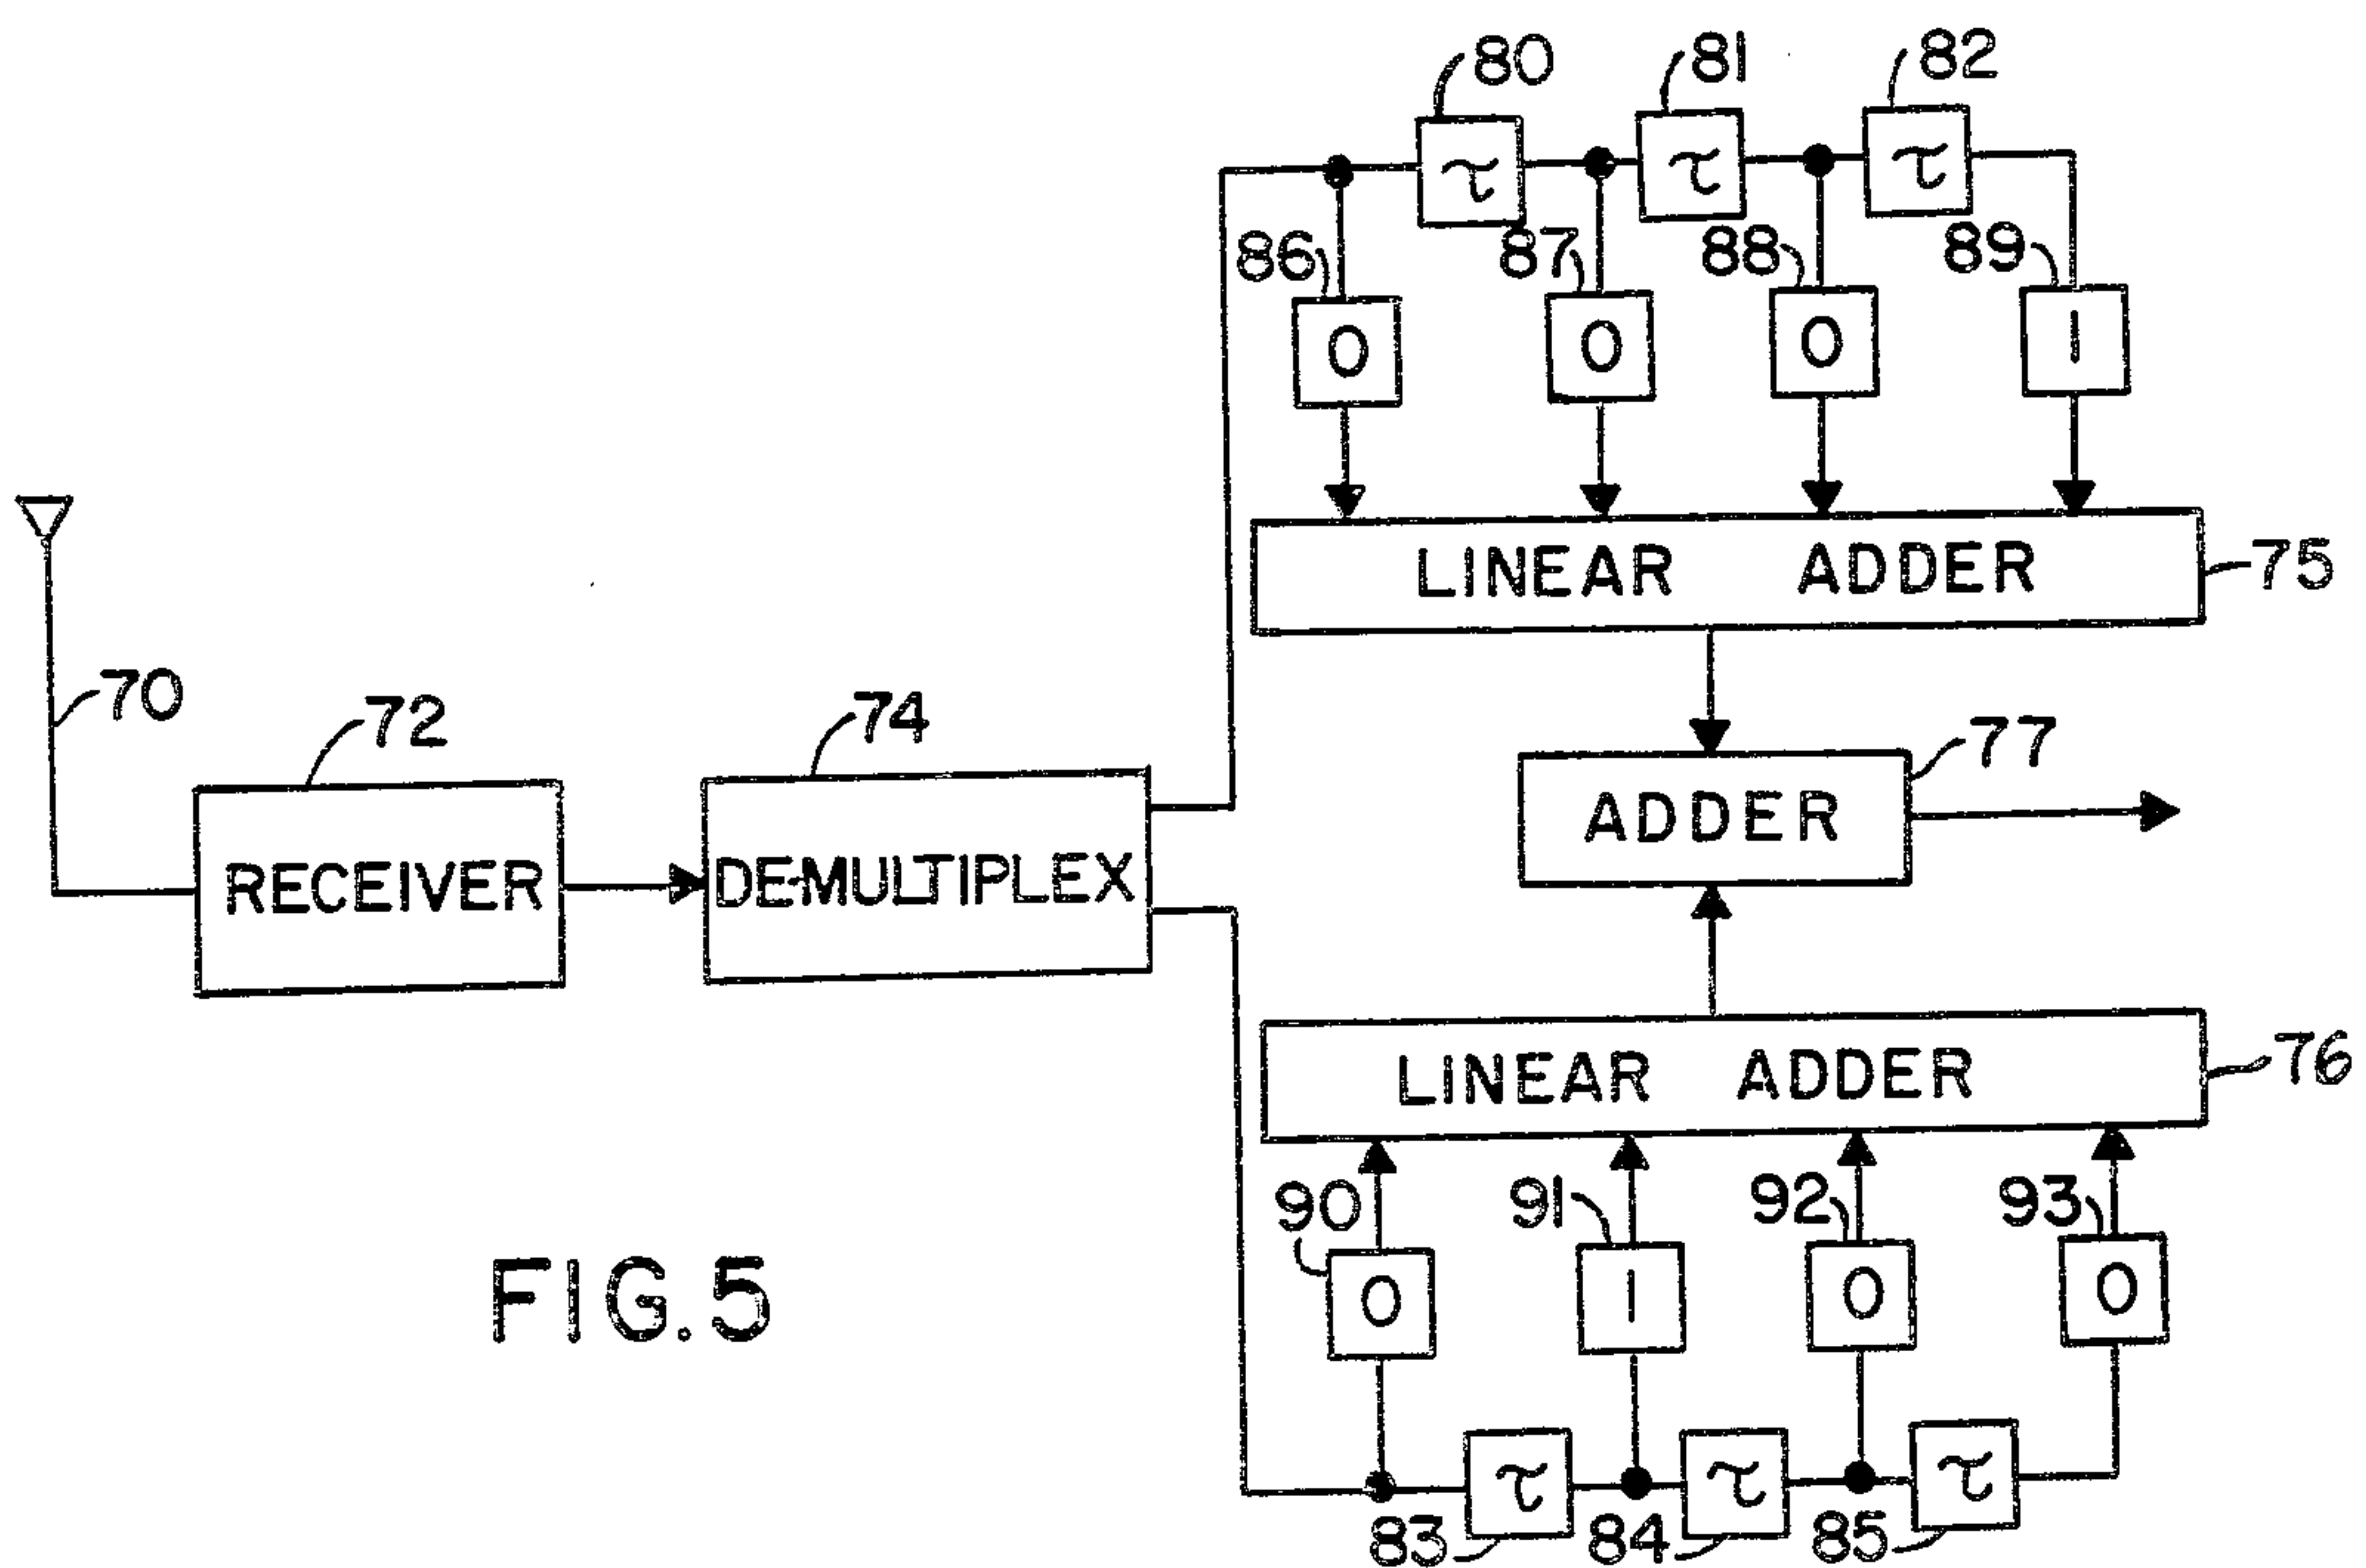 80 81 82
τ τ τ
86 87 88 89
0 0 0 1
LINEAR ADDER 75
70
72 74 77
ADDER
RECEIVER DE-MULTIPLEX
LINEAR ADDER 76
90 91 92 93
0 1 0 0
FIG. 5
τ τ τ
83 84 85